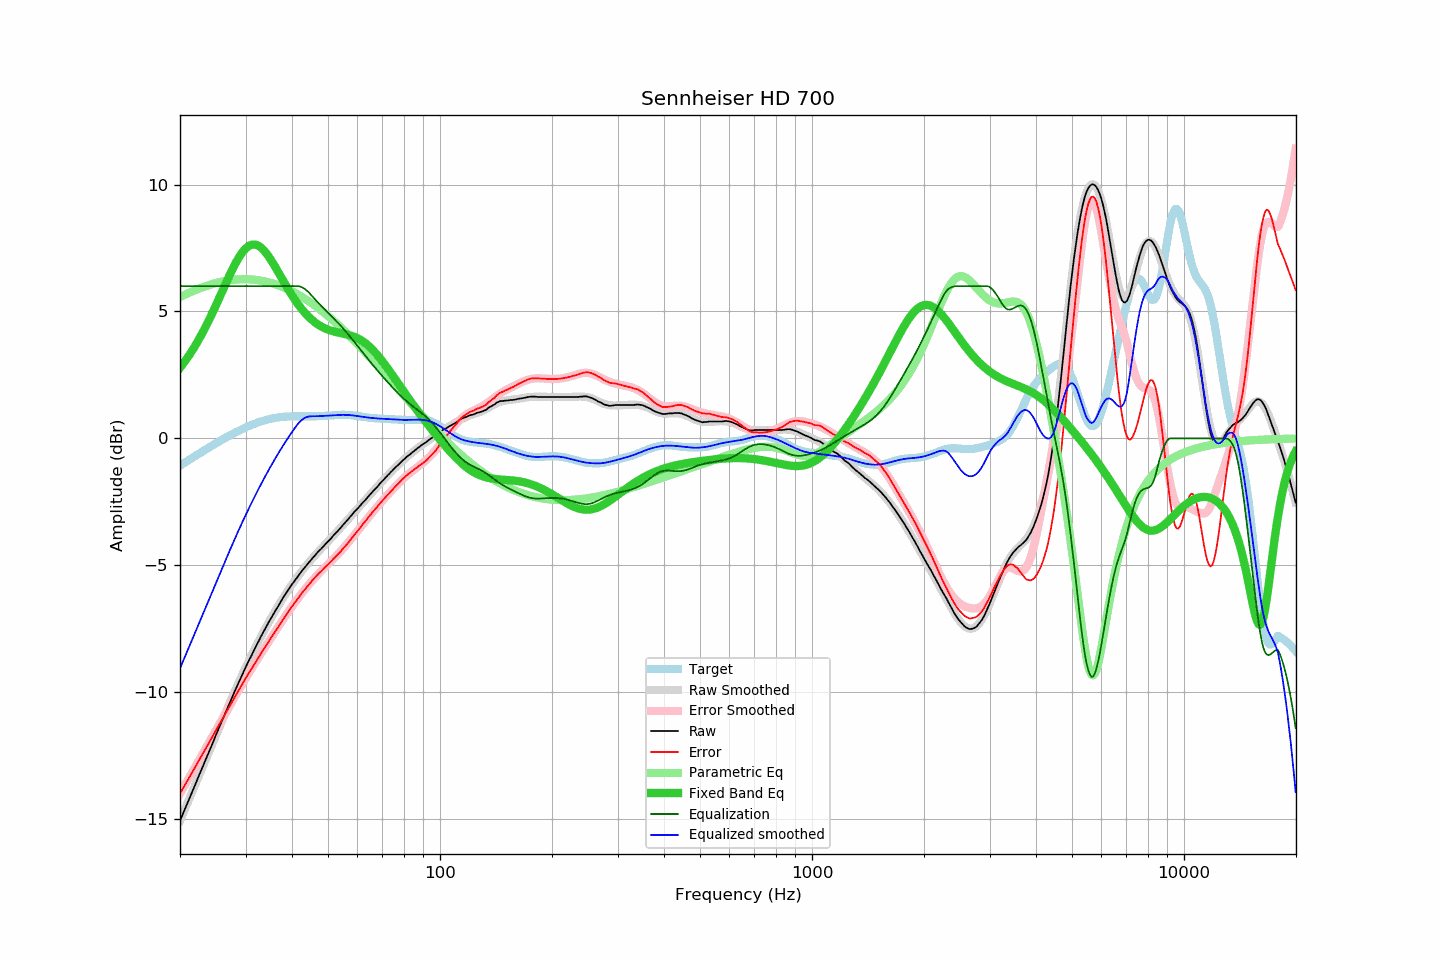 Sennheiser HD 700
Amplitude (dBr)
10
5
0
−5
−10
−15
Target
Raw Smoothed
Error Smoothed
Raw
Error
Parametric Eq
Fixed Band Eq
Equalization
Equalized smoothed
100
1000
10000
Frequency (Hz)